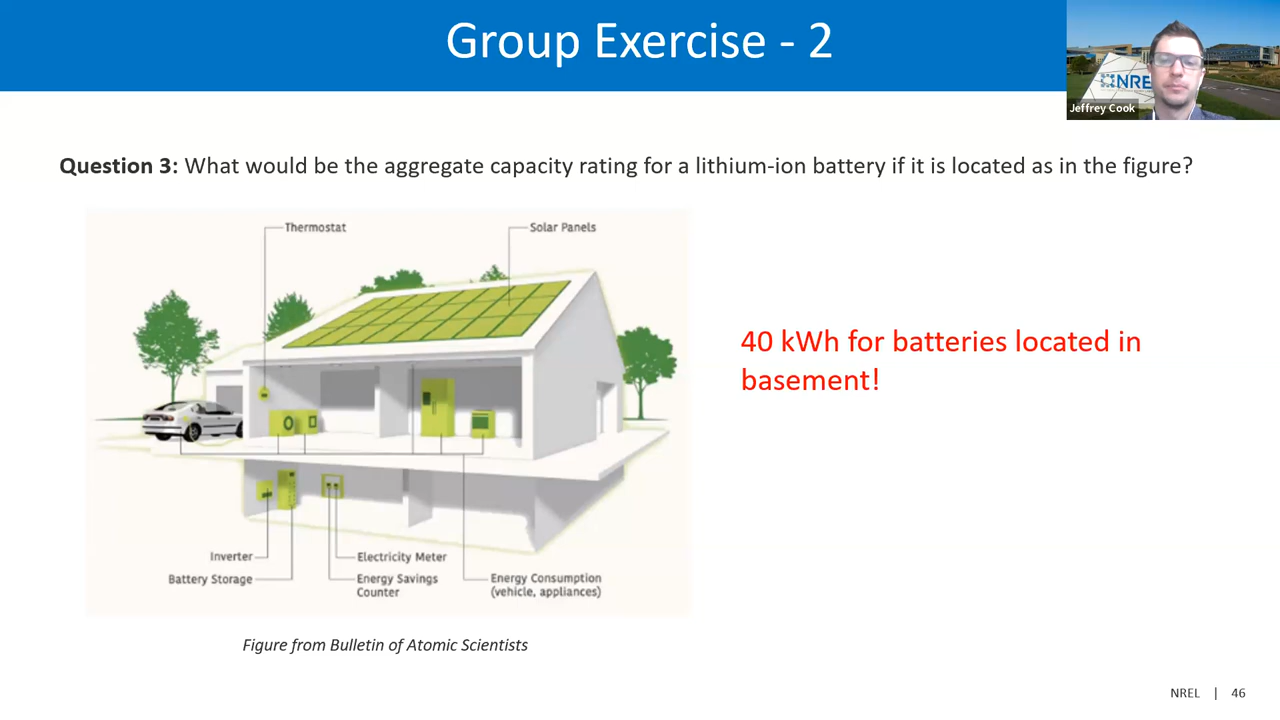 Group Exercise - 2
NRE
Jeffrey Cook
Question 3: What would be the aggregate capacity rating for a lithium-ion battery if it is located as in the figure?
Thermostat
Solar Panels
40 kWh for batteries located in
basement!
Inverter
Electricity Meter
Battery Storage
Energy Savings
Counter
Energy Consumption
(vehicle, appliances)
Figure from Bulletin of Atomic Scientists
NREL | 46